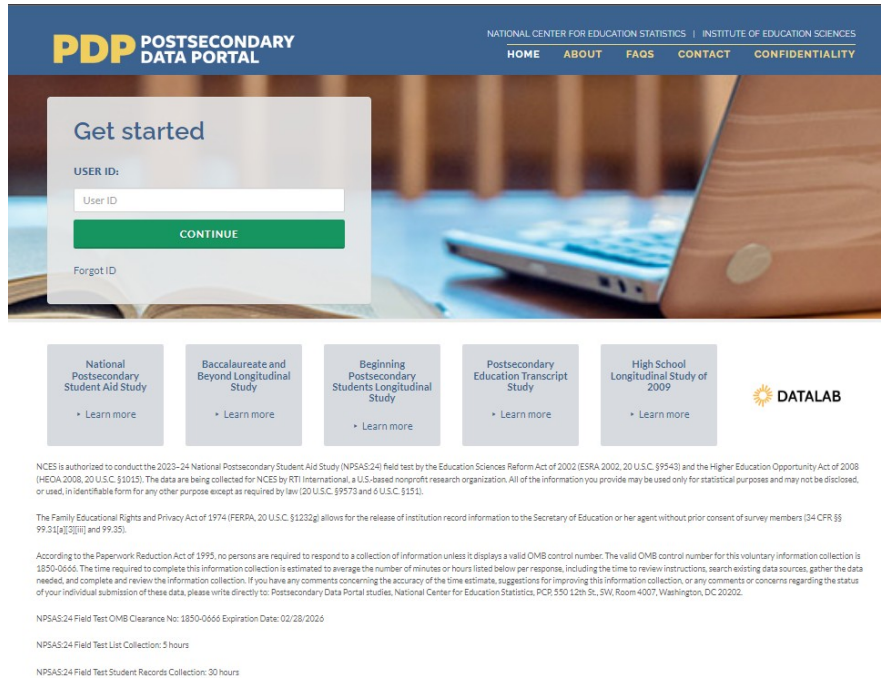 PDP POSTSECONDARY
DATA PORTAL
NATIONAL CENTER FOR EDUCATION STATISTICS | INSTITUTE OF EDUCATION SCIENCES
HOME ABOUT FAQS CONTACT CONFIDENTIALITY
Get started
USER ID:
User ID
CONTINUE
Forgot ID
National
Postsecondary
Student Aid Study
‣ Learn more
Baccalaureate and
Beyond Longitudinal
Study
‣ Learn more
Beginning
Postsecondary
Students Longitudinal
Study
‣ Learn more
Postsecondary
Education Transcript
Study
‣ Learn more
High School
Longitudinal Study of
2009
‣ Learn more
DATALAB
NCES is authorized to conduct the 2023–24 National Postsecondary Student Aid Study (NPSAS:24) field test by the Education Sciences Reform Act of 2002 (ESRA 2002, 20 U.S.C. §9543) and the Higher Education Opportunity Act of 2008
(HEOA 2008, 20 U.S.C. §1015). The data are being collected for NCES by RTI International, a U.S.-based nonprofit research organization. All of the information you provide may be used only for statistical purposes and may not be disclosed,
or used, in identifiable form for any other purpose except as required by law (20 U.S.C. §9573 and 6 U.S.C. §151).
The Family Educational Rights and Privacy Act of 1974 (FERPA, 20 U.S.C. §1232g) allows for the release of institution record information to the Secretary of Education or her agent without prior consent of survey members (34 CFR §§
99.31[a][3][iii] and 99.35).
According to the Paperwork Reduction Act of 1995, no persons are required to respond to a collection of information unless it displays a valid OMB control number. The valid OMB control number for this voluntary information collection is
1850-0666. The time required to complete this information collection is estimated to average the number of minutes or hours listed below per response, including the time to review instructions, search existing data sources, gather the data
needed, and complete and review the information collection. If you have any comments concerning the accuracy of the time estimate, suggestions for improving this information collection, or any comments or concerns regarding the status
of your individual submission of these data, please write directly to: Postsecondary Data Portal studies, National Center for Education Statistics, PCP, 550 12th St., SW, Room 4007, Washington, DC 20202.
NPSAS:24 Field Test OMB Clearance No: 1850-0666 Expiration Date: 02/28/2026
NPSAS:24 Field Test List Collection: 5 hours
NPSAS:24 Field Test Student Records Collection: 30 hours